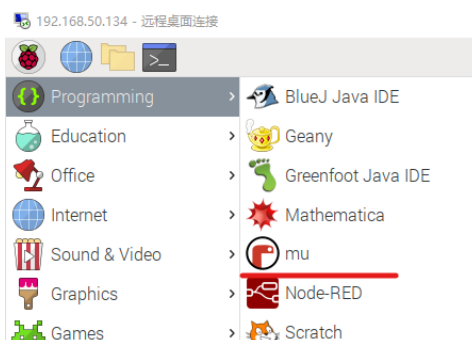 192.168.50.134 - 远程桌面连接
Programming
BlueJ Java IDE
Education
Geany
Office
Greenfoot Java IDE
Internet
Mathematica
Sound & Video
mu
Graphics
Node-RED
Games
Scratch